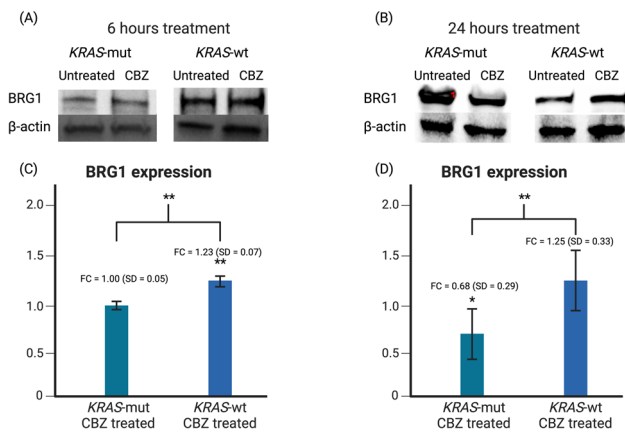 (A)
6 hours treatment
KRAS-mut KRAS-wt
Untreated CBZ Untreated CBZ
BRG1
β-actin
(B)
24 hours treatment
KRAS-mut KRAS-wt
Untreated CBZ Untreated CBZ
BRG1
β-actin
(C)
BRG1 expression
**
2.0
1.5
1.0
0.5
0
FC = 1.00 (SD = 0.05)
FC = 1.23 (SD = 0.07)
**
KRAS-mut
CBZ treated
KRAS-wt
CBZ treated
(D)
BRG1 expression
**
2.0
1.5
1.0
0.5
0
FC = 0.68 (SD = 0.29)
*
FC = 1.25 (SD = 0.33)
KRAS-mut
CBZ treated
KRAS-wt
CBZ treated